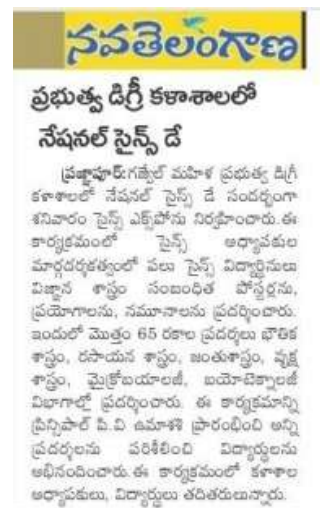 నవతెలంగాణ
ప్రభుత్వ డిగ్రీ కళాశాలలో
నేషనల్ సైన్స్ డే
ప్రజ్ఞాపూర్:గజ్వేల్ మహిళ ప్రభుత్వ డిగ్రీ
కళాశాలలో నేషనల్ సైన్స్ డే సందర్భంగా
శనివారం సైన్స్ ఎక్స్‌పోను నిర్వహించారు.ఈ
కార్యక్రమంలో సైన్స్ అధ్యాపకుల
మార్గదర్శకత్వంలో పలు సైన్స్ విద్యార్థినులు
విజ్ఞాన శాస్త్రం సంబంధిత పోస్టర్లను,
ప్రయోగాలను, నమూనాలను ప్రదర్శించారు.
ఇందులో మొత్తం 65 రకాల ప్రదర్శలు భౌతిక
శాస్త్రం, రసాయన శాస్త్రం, జంతుశాస్త్రం, వృక్ష
శాస్త్రం, మైక్రోబయాలజీ, బయోటెక్నాలజీ
విభాగాల్లో ప్రదర్శించారు. ఈ కార్యక్రమాన్ని
ప్రిన్సిపాల్ పి.వి ఉమాశశి ప్రారంభించి అన్ని
ప్రదర్శలను పరిశీలించి విద్యార్థులను
అభినందించారు.ఈ కార్యక్రమంలో కళాశాల
అధ్యాపకులు, విద్యార్థులు తదితరులున్నారు.